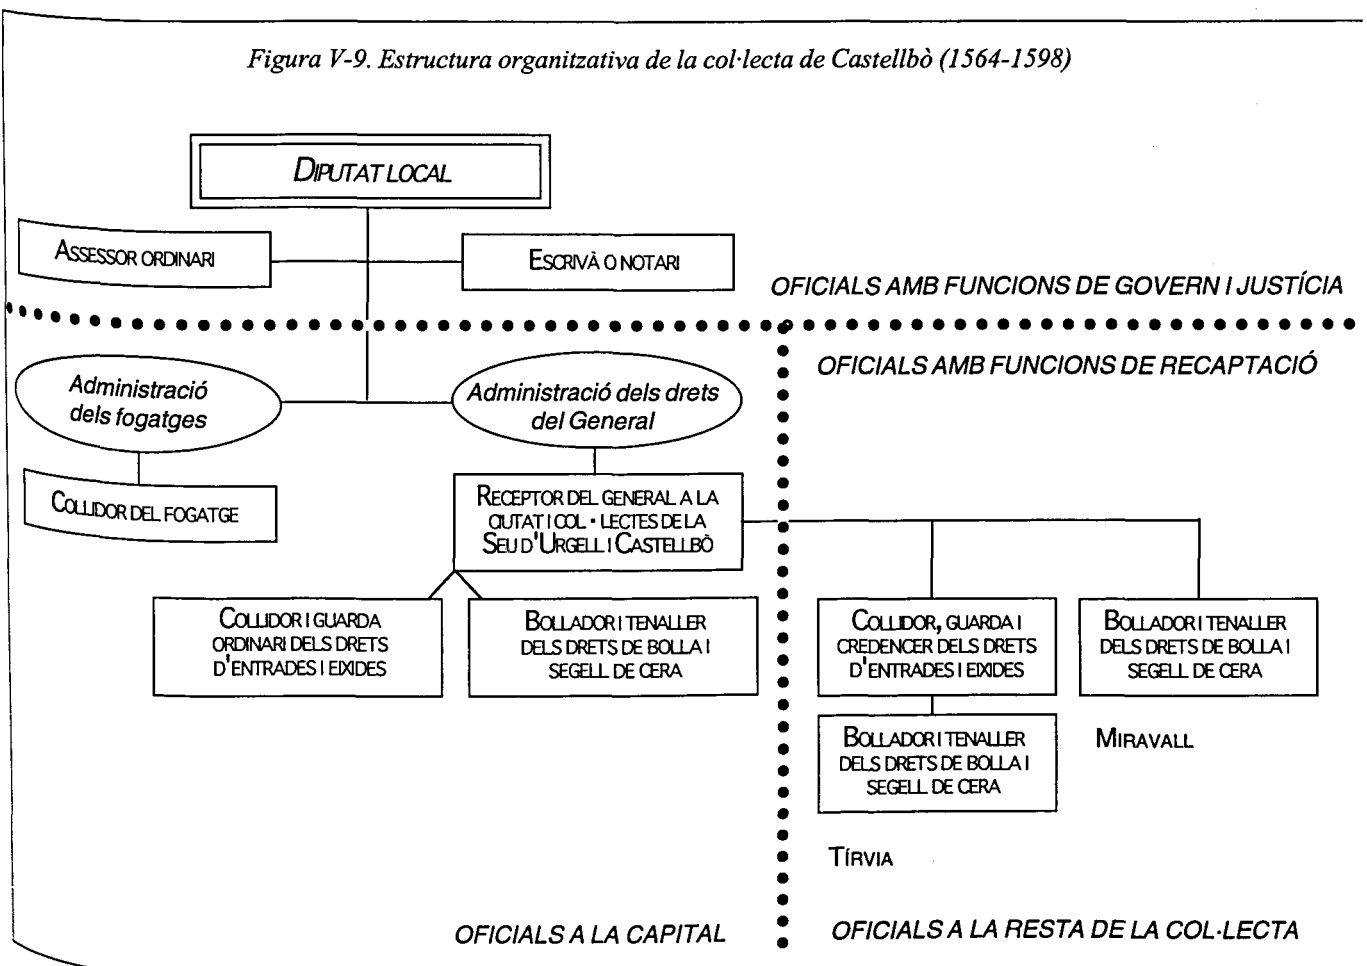 Figura V-9. Estructura organitzativa de la col·lecta de Castellbò (1564-1598)
DIPUTAT LOCAL
ASSESSOR ORDINARI
ESCRIVÀ O NOTARI
OFICIALS AMB FUNCIONS DE GOVERN I JUSTÍCIA
OFICIALS AMB FUNCIONS DE RECAPTACIÓ
Administració
dels fogatges
Administració dels drets
del General
COLLIDOR DEL FOGATGE
RECEPTOR DEL GENERAL A LA
CIUTAT I COL·LECTES DE LA
SEU D'URGELL I CASTELLBÒ
COLLIDOR I GUARDA
ORDINARI DELS DRETS
D'ENTRADES I EIXIDES
BOLLADOR I TENALLER
DELS DRETS DE BOLLA I
SEGELL DE CERA
COLLIDOR, GUARDA I
CREDENCER DELS DRETS
D'ENTRADES I EIXIDES
BOLLADOR I TENALLER
DELS DRETS DE BOLLA I
SEGELL DE CERA
BOLLADOR I TENALLER
DELS DRETS DE BOLLA I
SEGELL DE CERA
MIRAVALL
TÍRVIA
OFICIALS A LA CAPITAL
OFICIALS A LA RESTA DE LA COL·LECTA